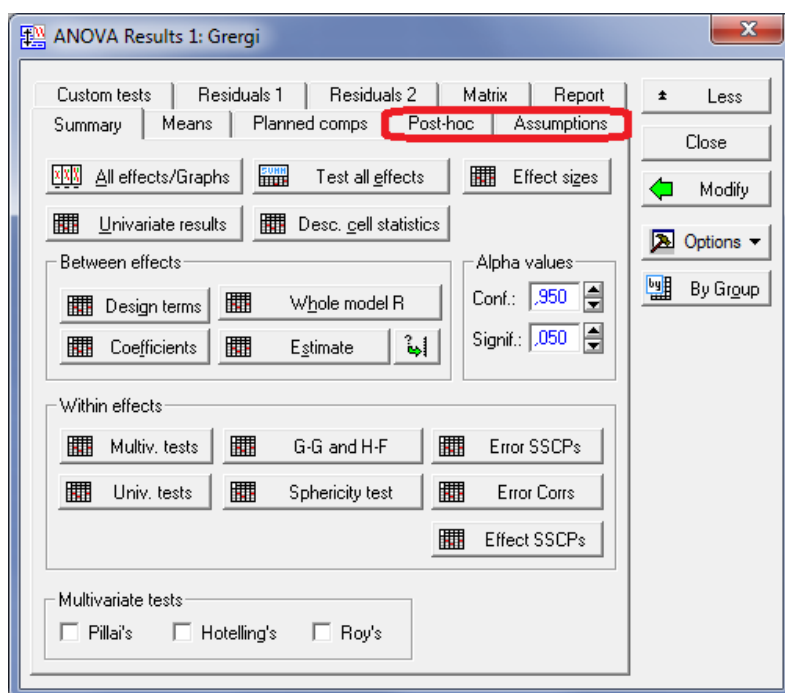 ANOVA Results 1: Grergi
Custom tests Residuals 1 Residuals 2 Matrix Report
Less
Summary Means Planned comps Post-hoc Assumptions
Close
All effects/Graphs Test all effects Effect sizes
Modify
Univariate results Desc. cell statistics
Options
Between effects
Alpha values
By Group
Design terms Whole model R
Conf.: ,950
Coefficients Estimate
Signif.: ,050
Within effects
Multiv. tests G-G and H-F Error SSCPs
Univ. tests Sphericity test Error Corrs
Effect SSCPs
Multivariate tests
Pillai's Hotelling's Roy's